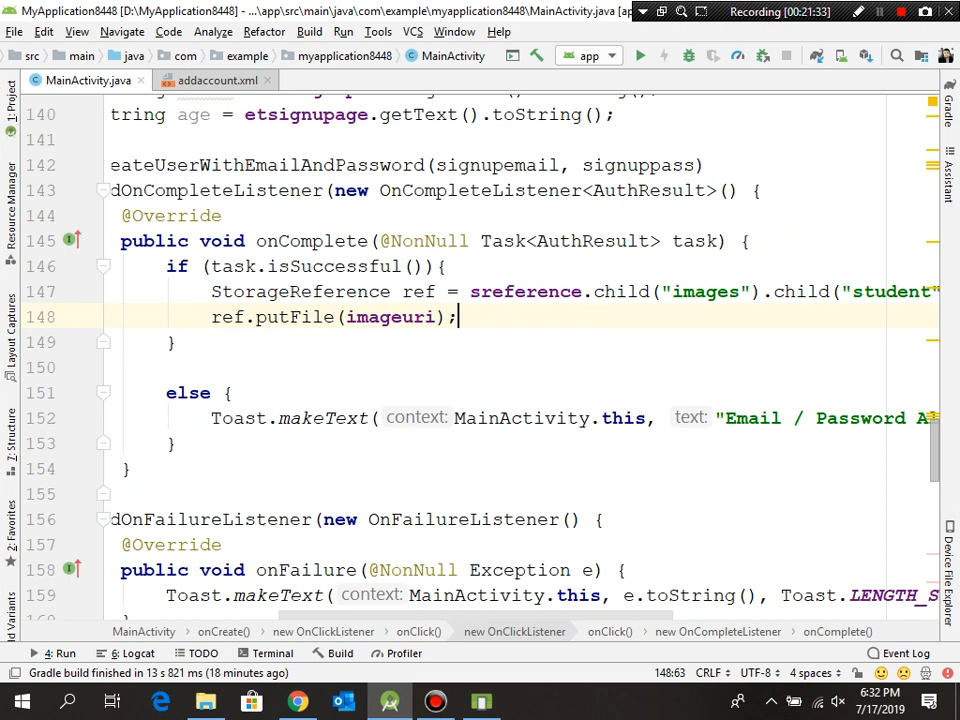 MyApplication8448 [D:\MyApplication8448] - ...\app\src\main\java\com\example\myapplication8448\MainActivity.java [ap
Recording [00:21:33]
File Edit View Navigate Code Analyze Refactor Build Run Tools VCS Window Help
src main java com example myapplication8448 MainActivity app
MainActivity.java addaccount.xml
140 tring age = etsignuppage.getText().toString();
141
142 eateUserWithEmailAndPassword(signupemail, signuppass)
143 dOnCompleteListener(new OnCompleteListener<AuthResult>() {
144 @Override
145 public void onComplete(@NonNull Task<AuthResult> task) {
146 if (task.isSuccessful()){
147 StorageReference ref = sreference.child("images").child("student"
148 ref.putFile(imageuri);
149 }
150
151 else {
152 Toast.makeText( context: MainActivity.this, text: "Email / Password Al
153 }
154 }
155
156 dOnFailureListener(new OnFailureListener() {
157 @Override
158 public void onFailure(@NonNull Exception e) {
159 Toast.makeText( context: MainActivity.this, e.toString(), Toast.LENGTH_S
1: Project
Resource Manager
Layout Captures
7: Structure
2: Favorites
ld Variants
Gradle
Assistant
Device File Explorer
MainActivity onCreate() new OnClickListener onClick() new OnClickListener onClick() new OnCompleteListener onComplete()
4: Run 6: Logcat TODO Terminal Build Profiler Event Log
Gradle build finished in 13 s 821 ms (18 minutes ago) 148:63 CRLF UTF-8 4 spaces
6:32 PM
7/17/2019